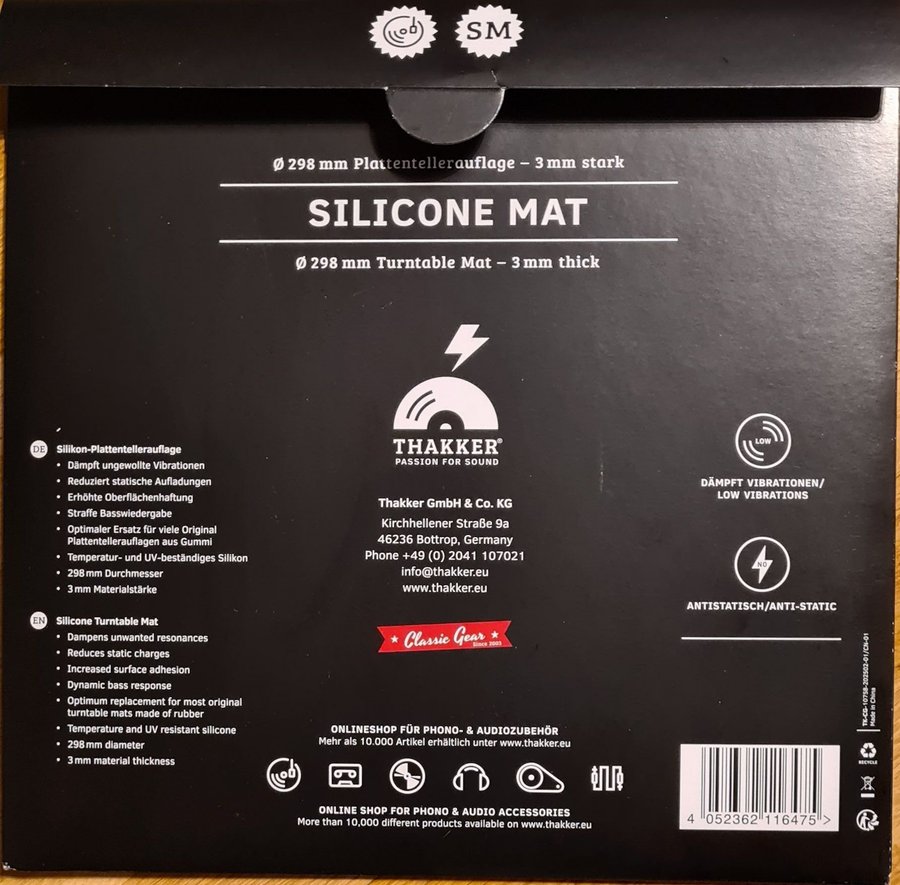 SM
Ø 298 mm Plattentellerauflage – 3 mm stark
SILICONE MAT
Ø 298 mm Turntable Mat – 3 mm thick
THAKKER®
PASSION FOR SOUND
Thakker GmbH & Co. KG
Kirchhellener Straße 9a
46236 Bottrop, Germany
Phone +49 (0) 2041 107021
info@thakker.eu
www.thakker.eu
★ Classic Gear ★
Since 2005
DE Silikon-Plattentellerauflage
• Dämpft ungewollte Vibrationen
• Reduziert statische Aufladungen
• Erhöhte Oberflächenhaftung
• Straffe Basswiedergabe
• Optimaler Ersatz für viele Original
Plattentellerauflagen aus Gummi
• Temperatur- und UV-beständiges Silikon
• 298 mm Durchmesser
• 3 mm Materialstärke
EN Silicone Turntable Mat
• Dampens unwanted resonances
• Reduces static charges
• Increased surface adhesion
• Dynamic bass response
• Optimum replacement for most original
turntable mats made of rubber
• Temperature and UV resistant silicone
• 298 mm diameter
• 3 mm material thickness
LOW
DÄMPFT VIBRATIONEN/
LOW VIBRATIONS
NO
ANTISTATISCH/ANTI-STATIC
ONLINESHOP FÜR PHONO- & AUDIOZUBEHÖR
Mehr als 10.000 Artikel erhältlich unter www.thakker.eu
ONLINE SHOP FOR PHONO & AUDIO ACCESSORIES
More than 10,000 different products available on www.thakker.eu
TK-CG-10758-202502-01/CN-01
Made in China
RECYCLE
4 052362 116475 >